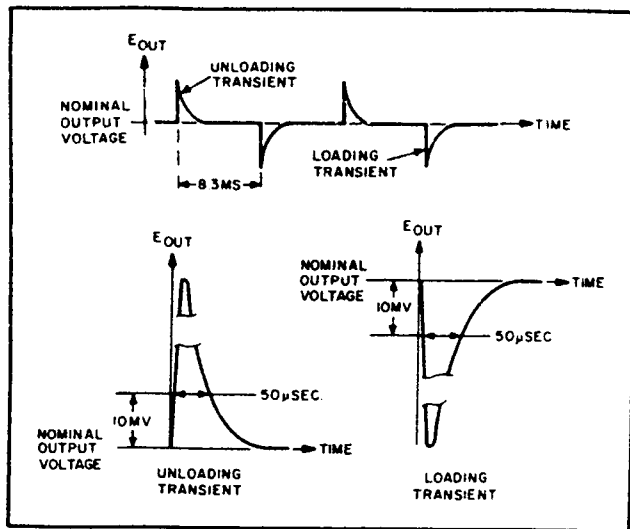 EOUT
UNLOADING
TRANSIENT
NOMINAL
OUTPUT
VOLTAGE
TIME
LOADING
TRANSIENT
8.3MS
EOUT
50µSEC.
10MV
NOMINAL
OUTPUT
VOLTAGE
TIME
UNLOADING
TRANSIENT
EOUT
NOMINAL
OUTPUT
VOLTAGE
TIME
10MV
50µSEC
LOADING
TRANSIENT